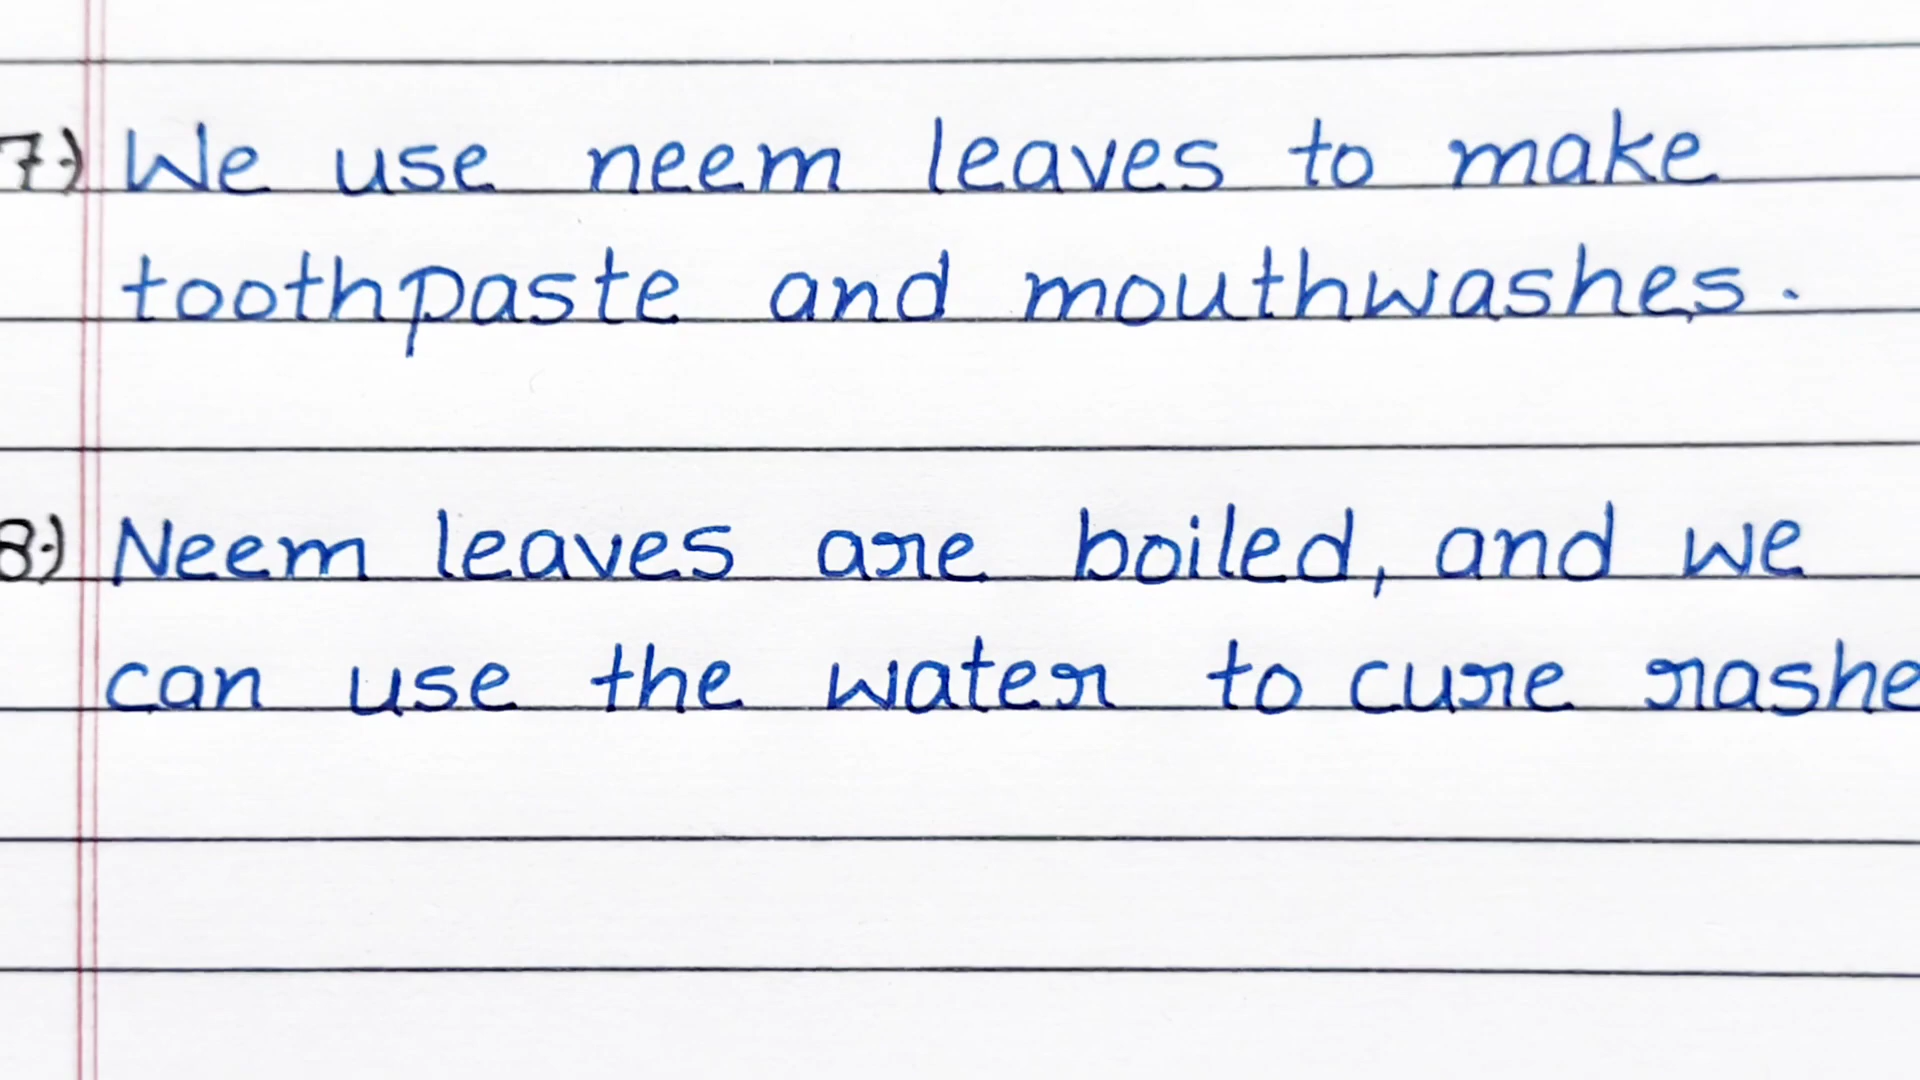 7.) We use neem leaves to make
toothpaste and mouthwashes.
8.) Neem leaves are boiled, and we
can use the water to cure rashe